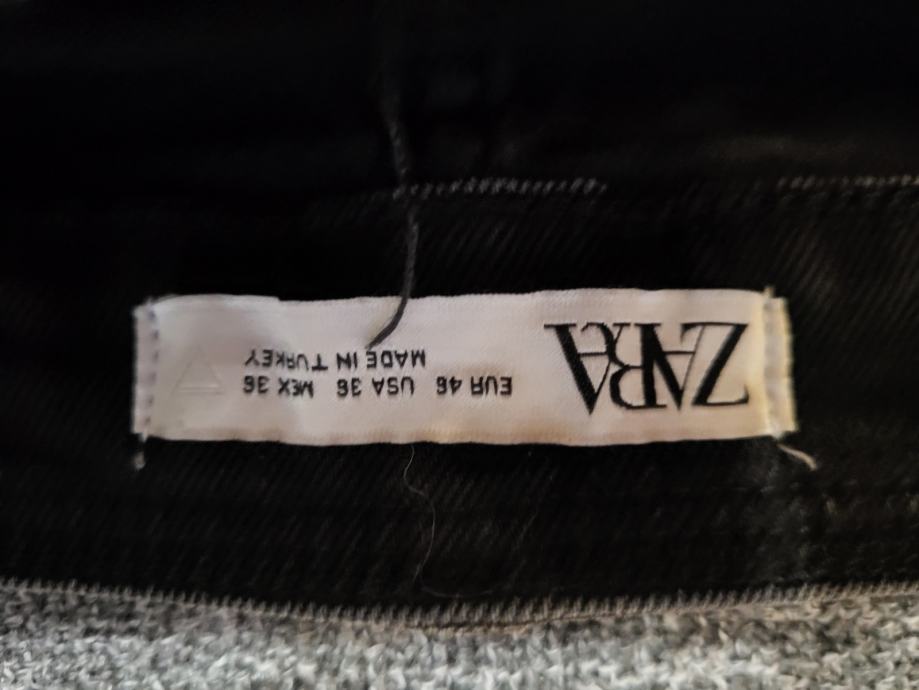 ZARA
EUR 46 USA 36 MEX 36
MADE IN TURKEY